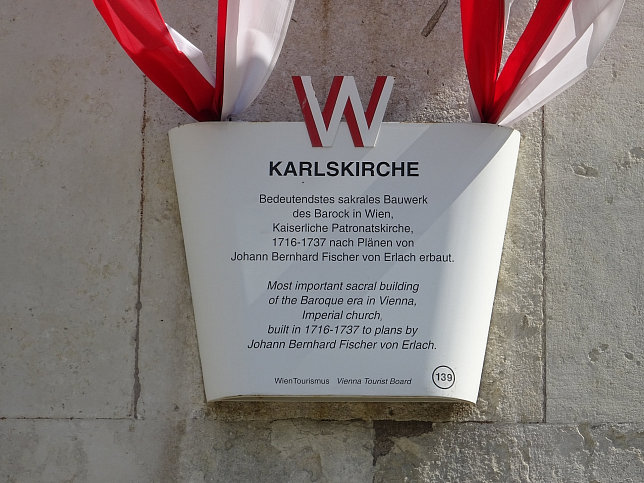 W
KARLSKIRCHE
Bedeutendstes sakrales Bauwerk
des Barock in Wien,
Kaiserliche Patronatskirche,
1716-1737 nach Plänen von
Johann Bernhard Fischer von Erlach erbaut.
Most important sacral building
of the Baroque era in Vienna,
Imperial church,
built in 1716-1737 to plans by
Johann Bernhard Fischer von Erlach.
WienTourismus Vienna Tourist Board 139